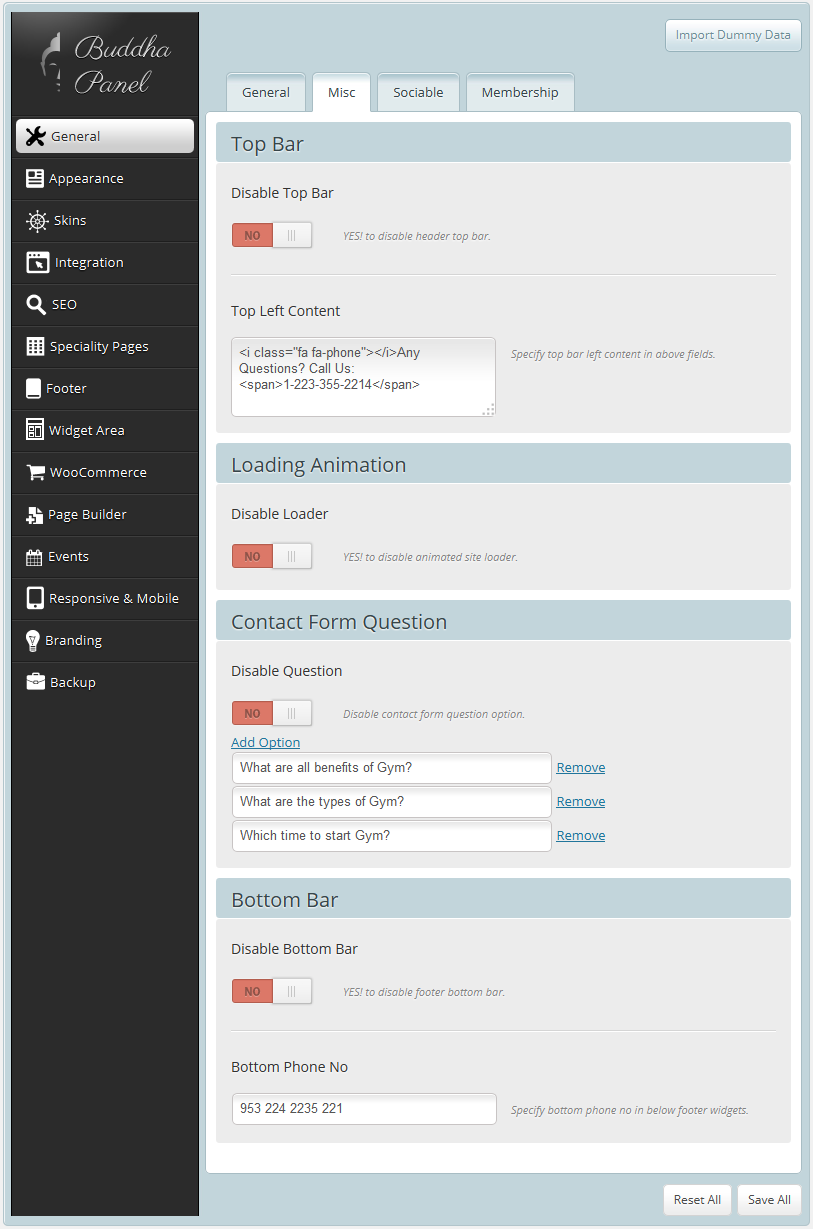 Buddha
Panel
Import Dummy Data
General
Misc
Sociable
Membership
General
Appearance
Skins
Integration
SEO
Speciality Pages
Footer
Widget Area
WooCommerce
Page Builder
Events
Responsive & Mobile
Branding
Backup
Top Bar
Disable Top Bar
NO
YES! to disable header top bar.
Top Left Content
<i class="fa fa-phone"></i>Any
Questions? Call Us:
<span>1-223-355-2214</span>
Specify top bar left content in above fields.
Loading Animation
Disable Loader
NO
YES! to disable animated site loader.
Contact Form Question
Disable Question
NO
Disable contact form question option.
Add Option
What are all benefits of Gym? Remove
What are the types of Gym? Remove
Which time to start Gym? Remove
Bottom Bar
Disable Bottom Bar
NO
YES! to disable footer bottom bar.
Bottom Phone No
953 224 2235 221
Specify bottom phone no in below footer widgets.
Reset All
Save All